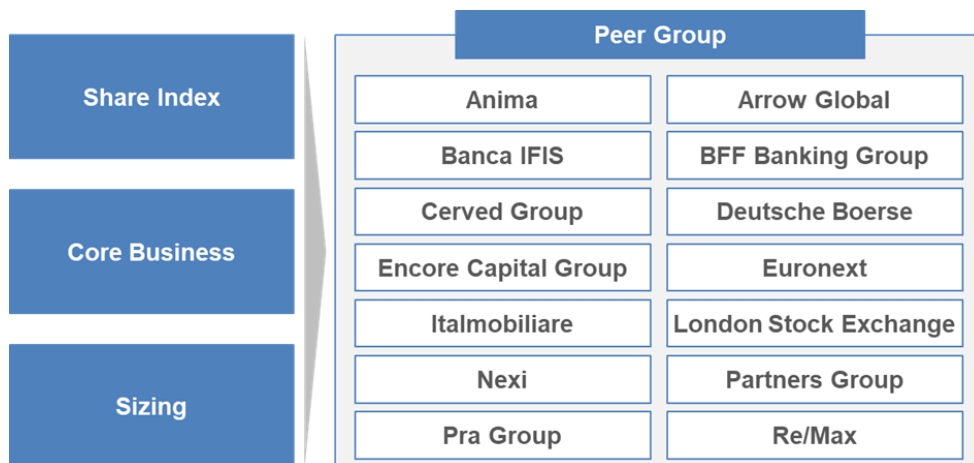 Share Index
Core Business
Sizing
Peer Group
Anima
Arrow Global
Banca IFIS
BFF Banking Group
Cerved Group
Deutsche Boerse
Encore Capital Group
Euronext
Italmobiliare
London Stock Exchange
Nexi
Partners Group
Pra Group
Re/Max